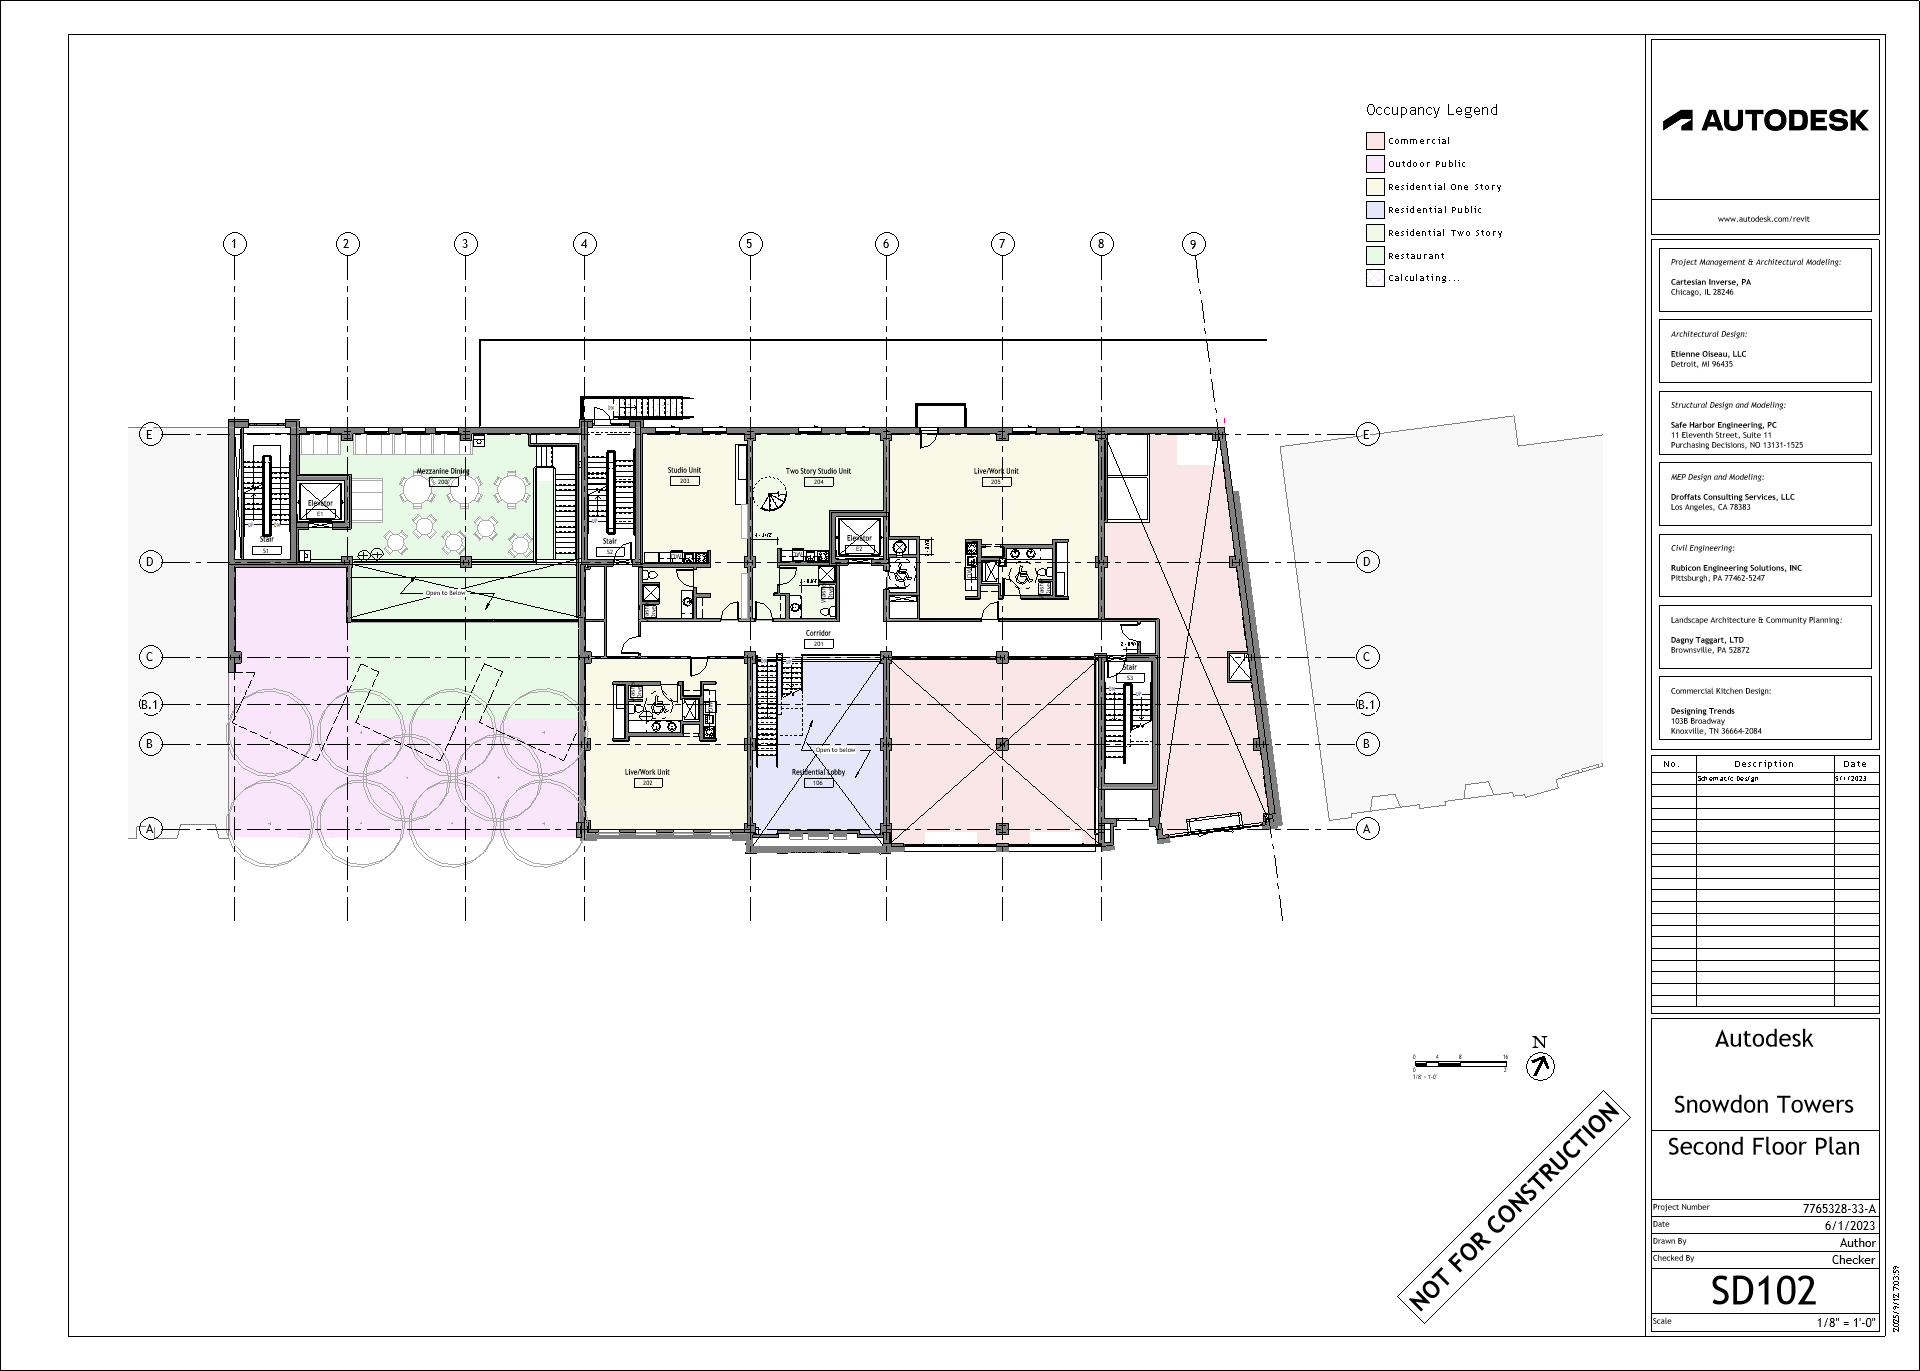 Occupancy Legend
Commercial
Outdoor Public
Residential One Story
Residential Public
Residential Two Story
Restaurant
Calculating...
1 2 3 4 5 6 7 8 9
E E
D D
C C
B.1 B.1
B B
A A
Mezzanine Dining
200
Elevator
E1
Stair
S1
Stair
S2
Studio Unit
203
Two Story Studio Unit
204
Elevator
E2
Live/Work Unit
205
Open to Below
Corridor
201
Stair
S3
Live/Work Unit
202
Open to below
Residential Lobby
106
0 4 8 16
1/8" = 1'-0"
N
NOT FOR CONSTRUCTION
AUTODESK
www.autodesk.com/revit
Project Management & Architectural Modeling:
Cartesian Inverse, PA
Chicago, IL 28246
Architectural Design:
Etienne Oiseau, LLC
Detroit, MI 96435
Structural Design and Modeling:
Safe Harbor Engineering, PC
11 Eleventh Street, Suite 11
Purchasing Decisions, NO 13131-1525
MEP Design and Modeling:
Droffats Consulting Services, LLC
Los Angeles, CA 78383
Civil Engineering:
Rubicon Engineering Solutions, INC
Pittsburgh, PA 77462-5247
Landscape Architecture & Community Planning:
Dagny Taggart, LTD
Brownsville, PA 52872
Commercial Kitchen Design:
Designing Trends
103B Broadway
Knoxville, TN 36664-2084
No. Description Date
Schematic Design 5/1/2023
Autodesk
Snowdon Towers
Second Floor Plan
Project Number 7765328-33-A
Date 6/1/2023
Drawn By Author
Checked By Checker
SD102
Scale 1/8" = 1'-0"
2025/9/12 7:03:59